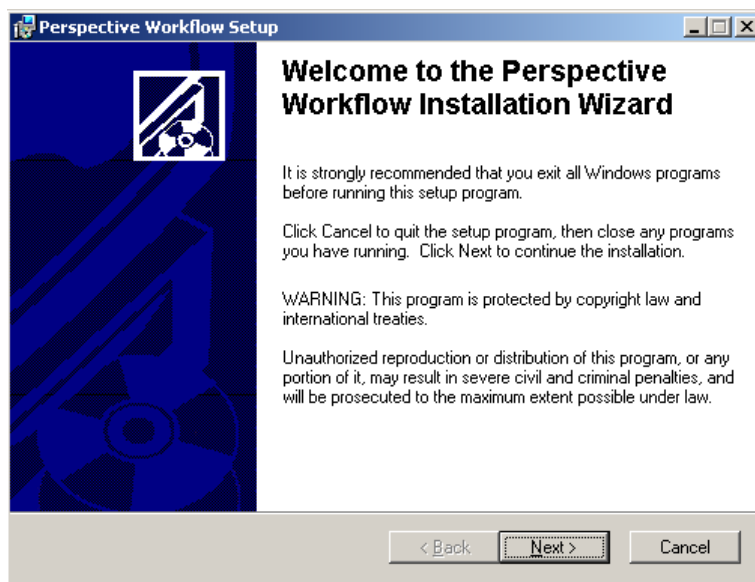 Perspective Workflow Setup
Welcome to the Perspective
Workflow Installation Wizard
It is strongly recommended that you exit all Windows programs
before running this setup program.
Click Cancel to quit the setup program, then close any programs
you have running.  Click Next to continue the installation.
WARNING: This program is protected by copyright law and
international treaties.
Unauthorized reproduction or distribution of this program, or any
portion of it, may result in severe civil and criminal penalties, and
will be prosecuted to the maximum extent possible under law.
< Back
Next >
Cancel